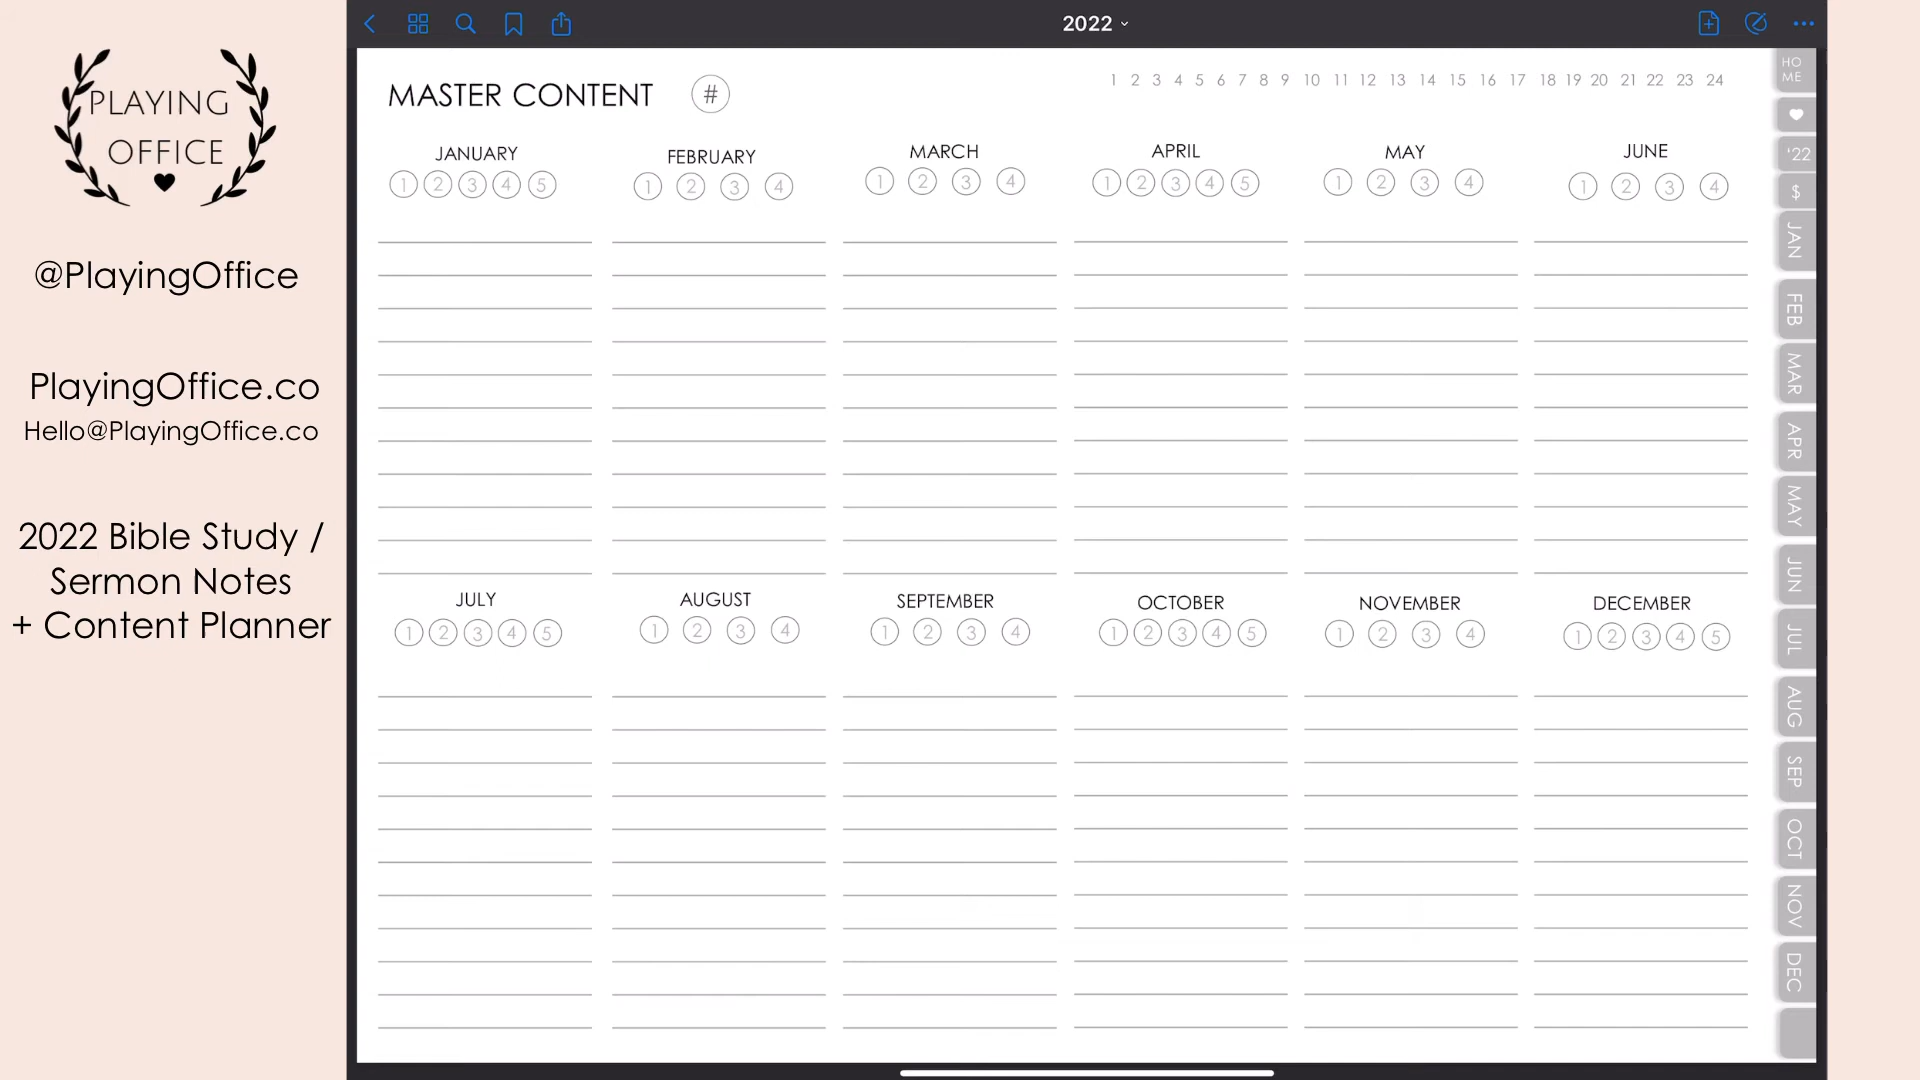 PLAYING
OFFICE
@PlayingOffice
PlayingOffice.co
Hello@PlayingOffice.co
2022 Bible Study /
Sermon Notes
+ Content Planner
2022
MASTER CONTENT #
1 2 3 4 5 6 7 8 9 10 11 12 13 14 15 16 17 18 19 20 21 22 23 24
JANUARY
1 2 3 4 5
FEBRUARY
1 2 3 4
MARCH
1 2 3 4
APRIL
1 2 3 4 5
MAY
1 2 3 4
JUNE
1 2 3 4
JULY
1 2 3 4 5
AUGUST
1 2 3 4
SEPTEMBER
1 2 3 4
OCTOBER
1 2 3 4 5
NOVEMBER
1 2 3 4
DECEMBER
1 2 3 4 5
HO
ME
'22
$
JAN
FEB
MAR
APR
MAY
JUN
JUL
AUG
SEP
OCT
NOV
DEC